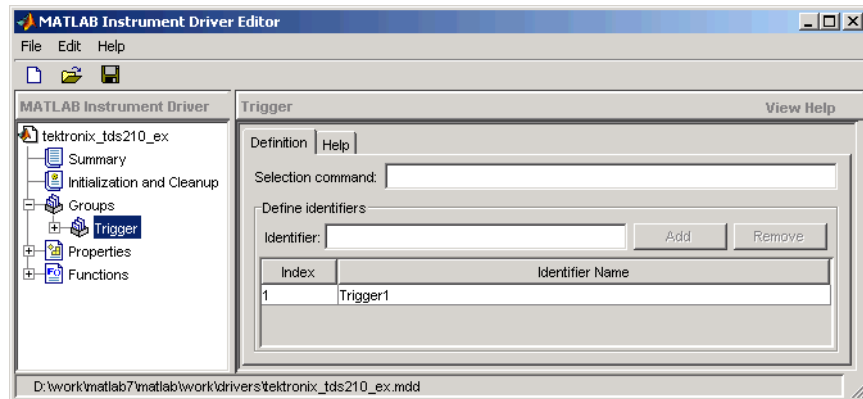 MATLAB Instrument Driver Editor
File Edit Help
MATLAB Instrument Driver
Trigger View Help
tektronix_tds210_ex
Summary
Initialization and Cleanup
Groups
Trigger
Properties
Functions
Definition Help
Selection command:
Define identifiers
Identifier: Add Remove
Index Identifier Name
1 Trigger1
D:\work\matlab7\matlab\work\drivers\tektronix_tds210_ex.mdd